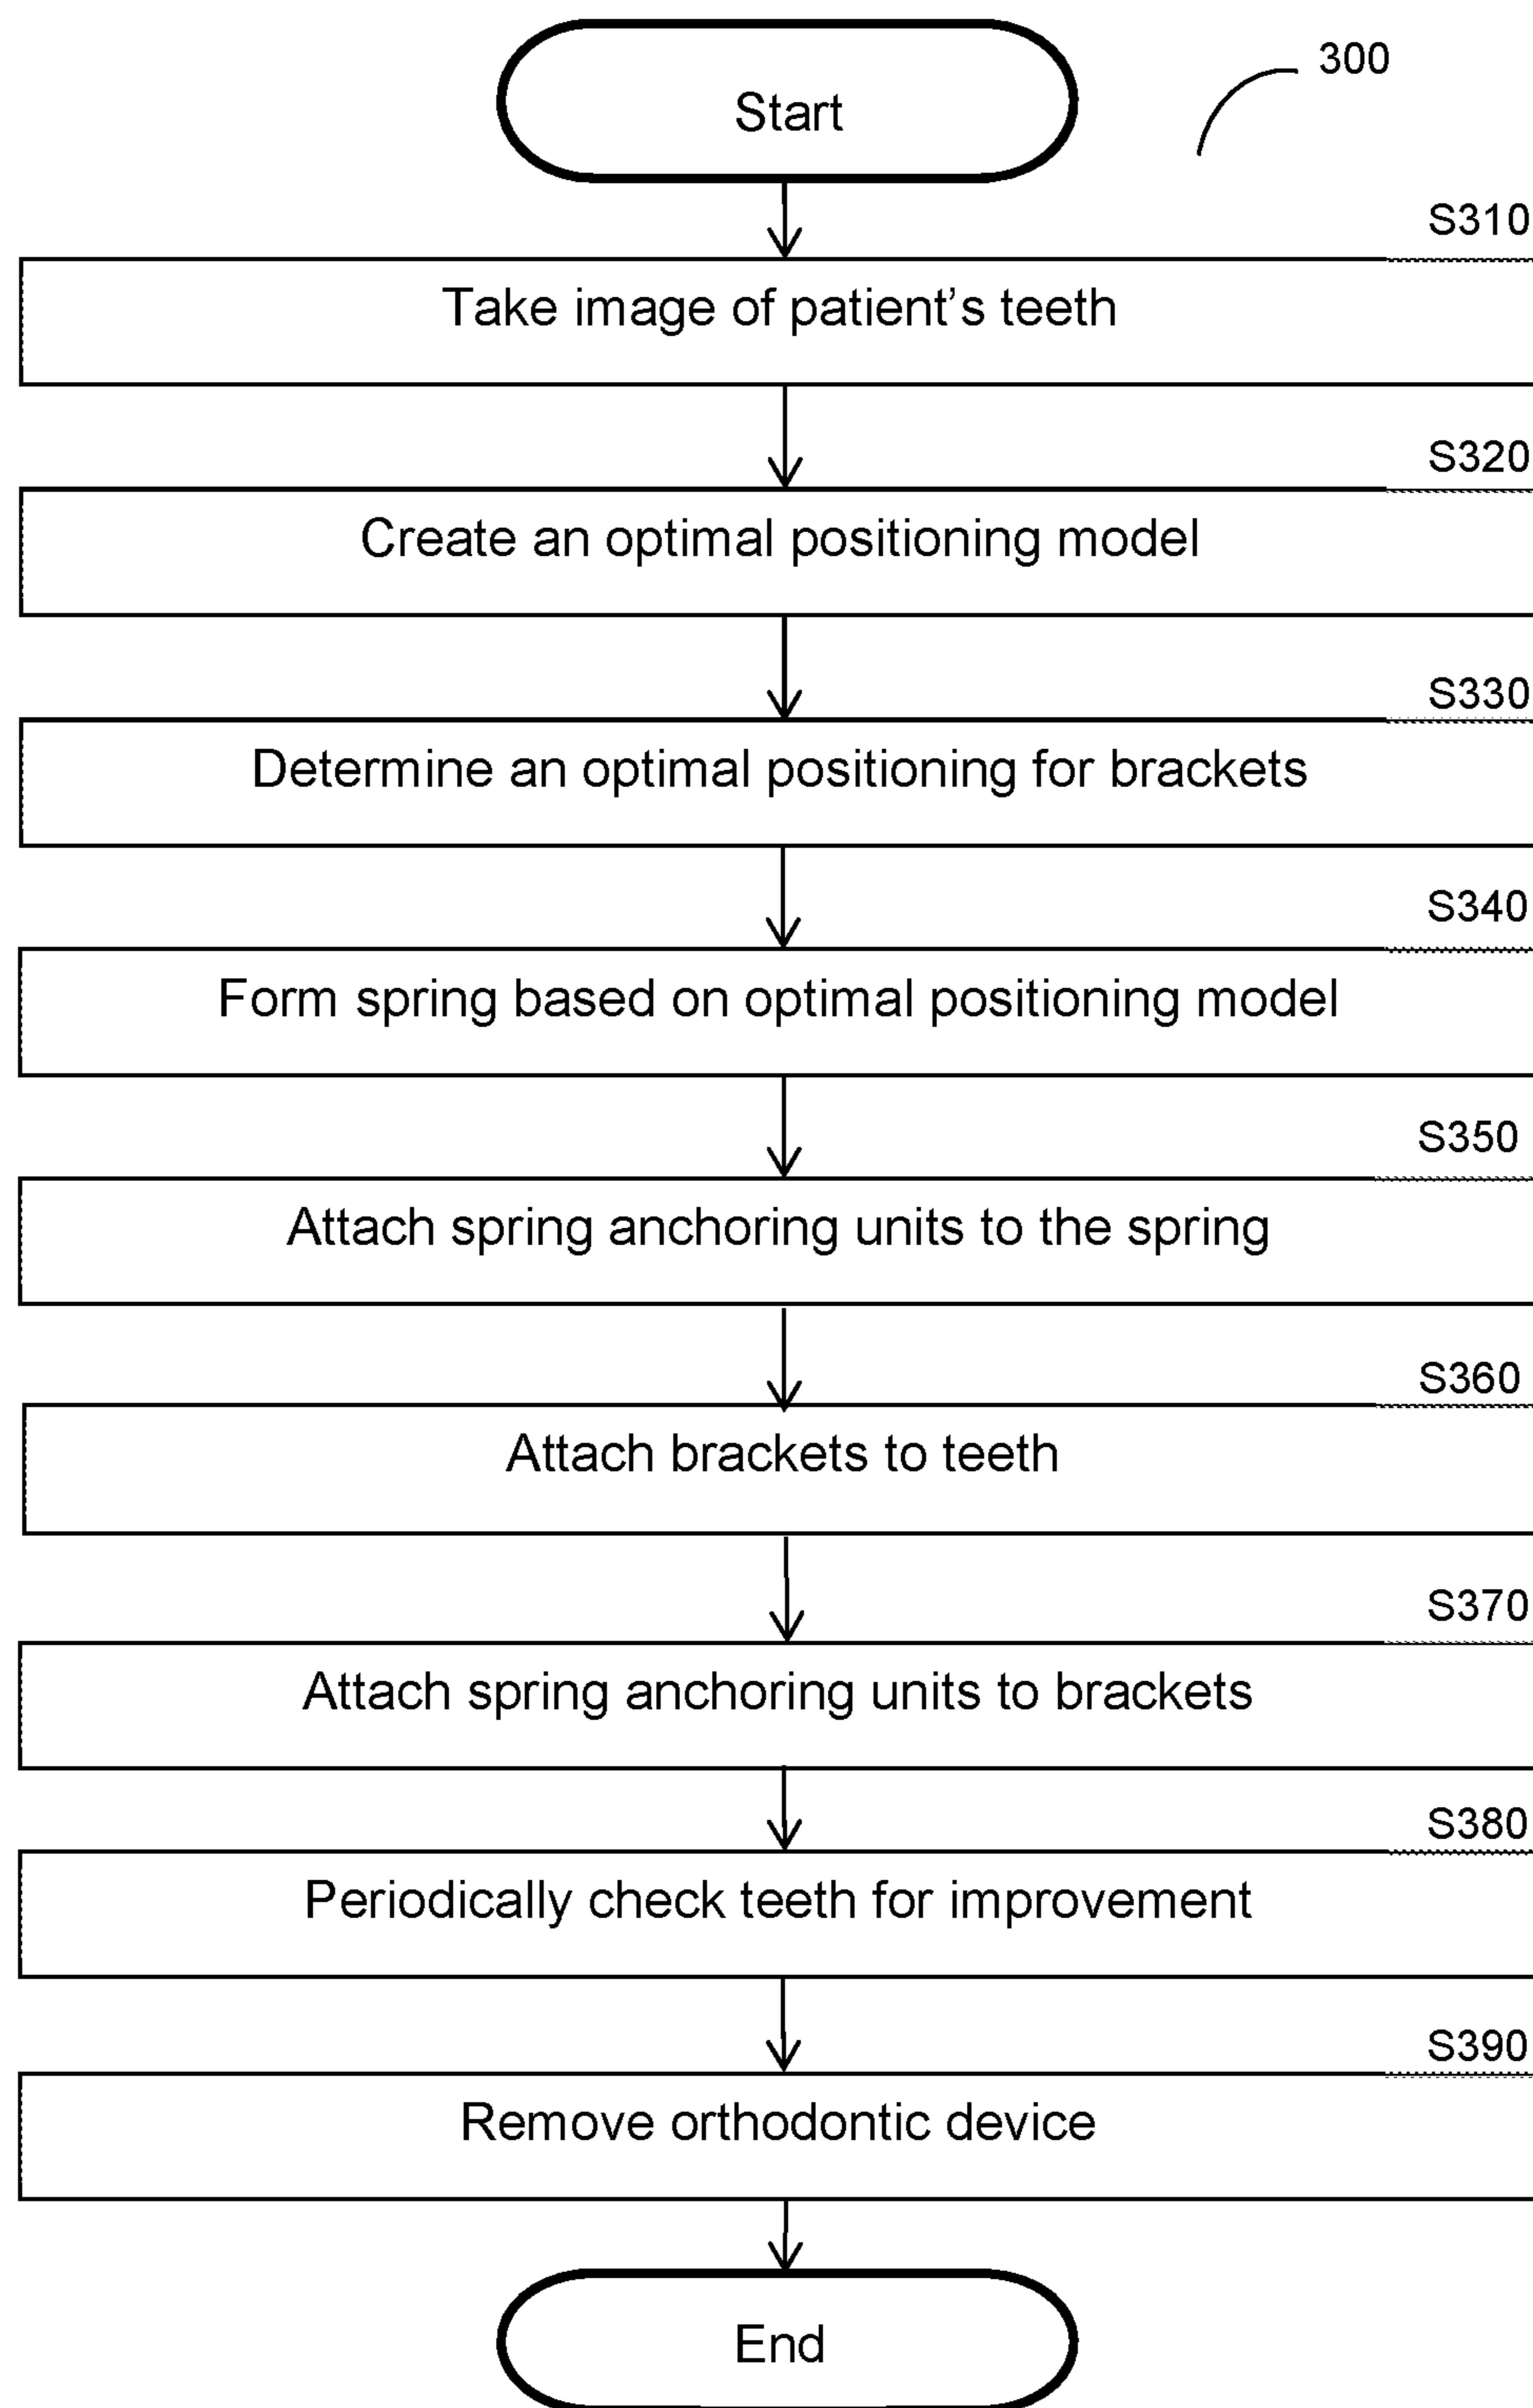 Start
300
S310
Take image of patient's teeth
S320
Create an optimal positioning model
S330
Determine an optimal positioning for brackets
S340
Form spring based on optimal positioning model
S350
Attach spring anchoring units to the spring
S360
Attach brackets to teeth
S370
Attach spring anchoring units to brackets
S380
Periodically check teeth for improvement
S390
Remove orthodontic device
End